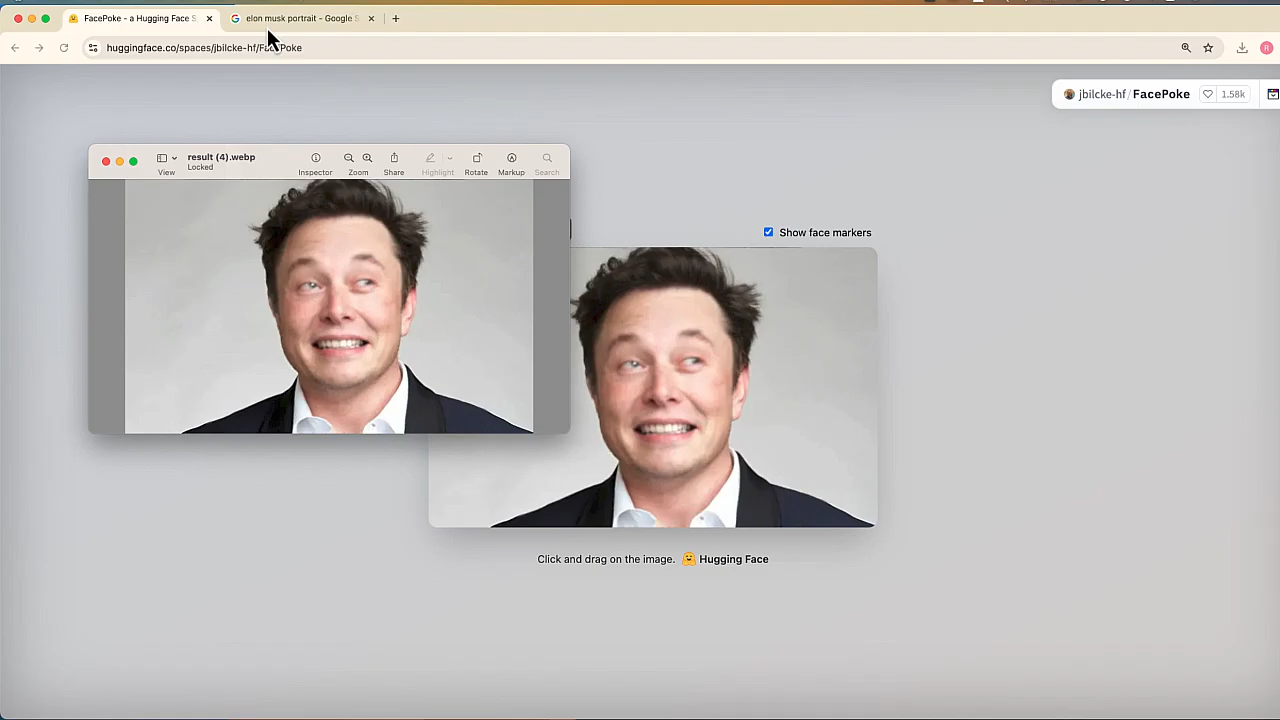 FacePoke - a Hugging Face S
elon musk portrait - Google S
huggingface.co/spaces/jbilcke-hf/FacePoke
R
jbilcke-hf/FacePoke
1.58k
result (4).webp
Locked
View
Inspector
Zoom
Share
Highlight
Rotate
Markup
Search
Show face markers
Click and drag on the image. 🤗 Hugging Face